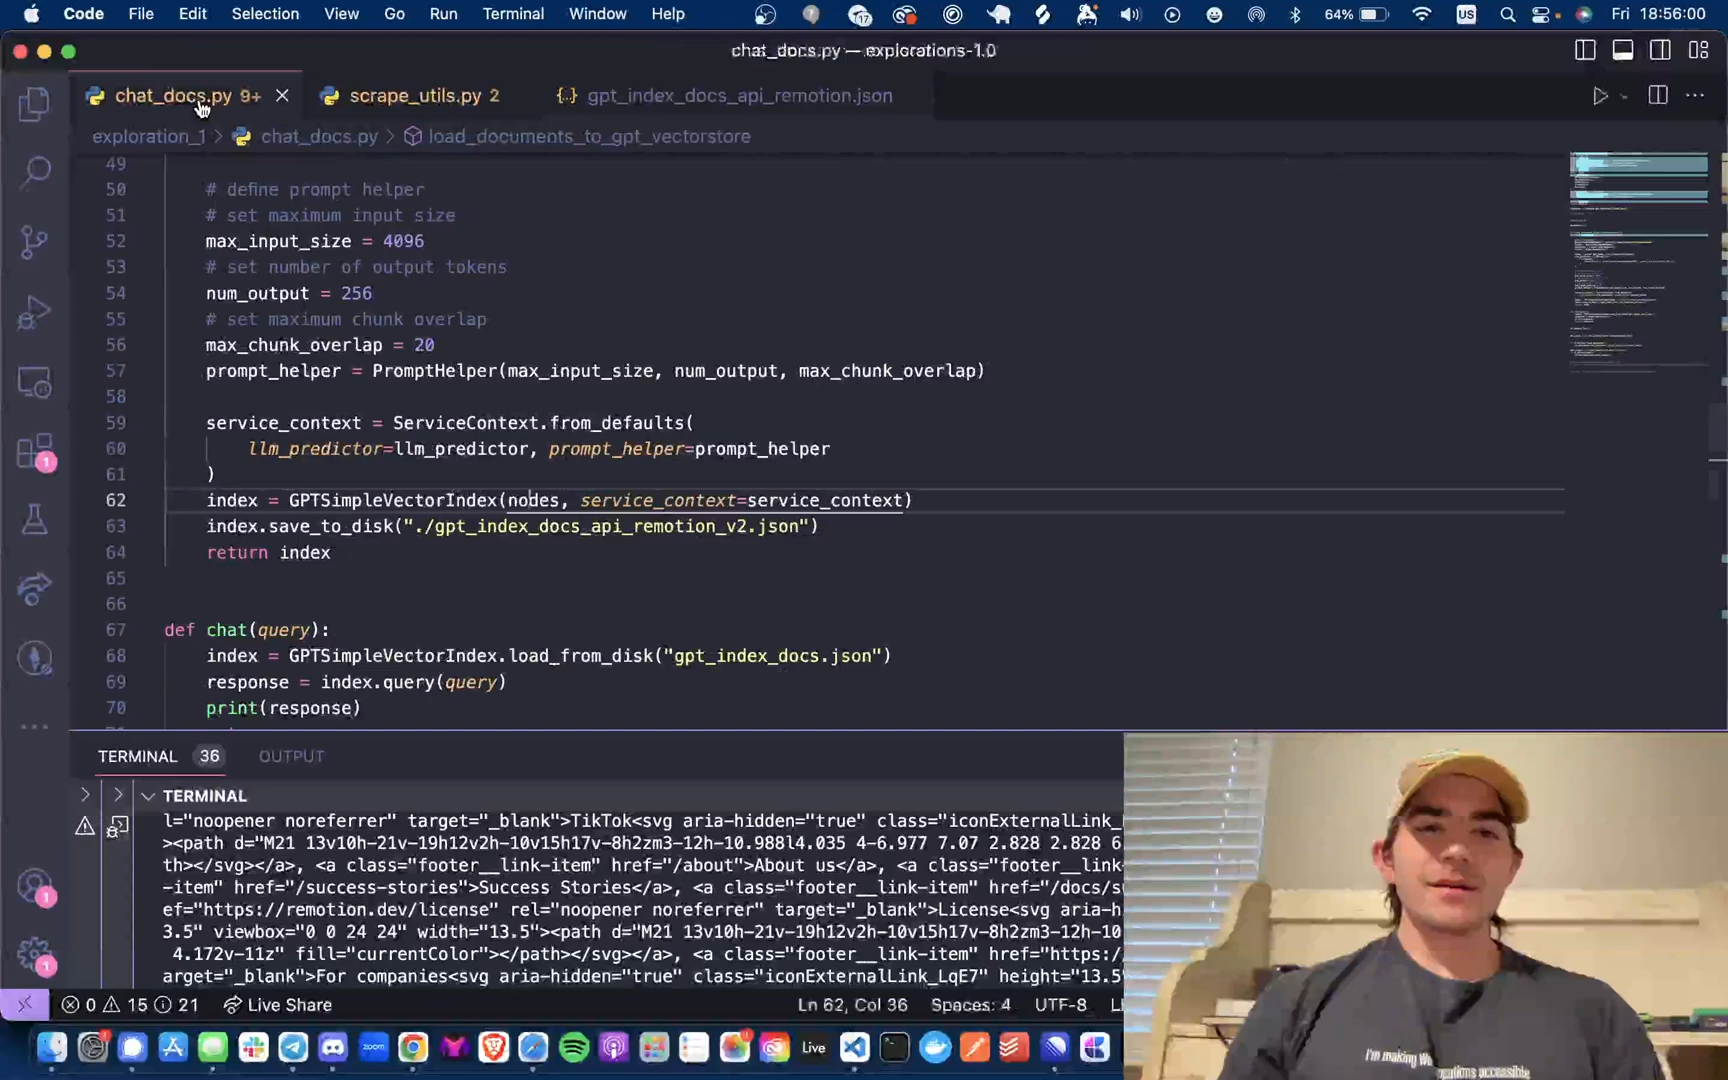 Code File Edit Selection View Go Run Terminal Window Help 17 64% US Fri 18:56:00
chat_docs.py — explorations-1.0
chat_docs.py 9+ scrape_utils.py 2 {..} gpt_index_docs_api_remotion.json
exploration_1 > chat_docs.py > load_documents_to_gpt_vectorstore
49
50 # define prompt helper
51 # set maximum input size
52 max_input_size = 4096
53 # set number of output tokens
54 num_output = 256
55 # set maximum chunk overlap
56 max_chunk_overlap = 20
57 prompt_helper = PromptHelper(max_input_size, num_output, max_chunk_overlap)
58
59 service_context = ServiceContext.from_defaults(
60 llm_predictor=llm_predictor, prompt_helper=prompt_helper
61 )
62 index = GPTSimpleVectorIndex(nodes, service_context=service_context)
63 index.save_to_disk("./gpt_index_docs_api_remotion_v2.json")
64 return index
65
66
67 def chat(query):
68 index = GPTSimpleVectorIndex.load_from_disk("gpt_index_docs.json")
69 response = index.query(query)
70 print(response)
TERMINAL 36 OUTPUT
TERMINAL
l="noopener noreferrer" target="_blank">TikTok<svg aria-hidden="true" class="iconExternalLink_
><path d="M21 13v10h-21v-19h12v2h-10v15h17v-8h2zm3-12h-10.988l4.035 4-6.977 7.07 2.828 2.828 6
th></svg></a>, <a class="footer__link-item" href="/about">About us</a>, <a class="footer__link
-item" href="/success-stories">Success Stories</a>, <a class="footer__link-item" href="/docs/su
ef="https://remotion.dev/license" rel="noopener noreferrer" target="_blank">License<svg aria-h
3.5" viewbox="0 0 24 24" width="13.5"><path d="M21 13v10h-21v-19h12v2h-10v15h17v-8h2zm3-12h-10
4.172v-11z" fill="currentColor"></path></svg></a>, <a class="footer__link-item" href="https:/
arget="_blank">For companies<svg aria-hidden="true" class="iconExternalLink_LqE7" height="13.5
1
1
1
0 15 21 Live Share Ln 62, Col 36 Spaces: 4 UTF-8
zoom Live
I'm making We
accessible